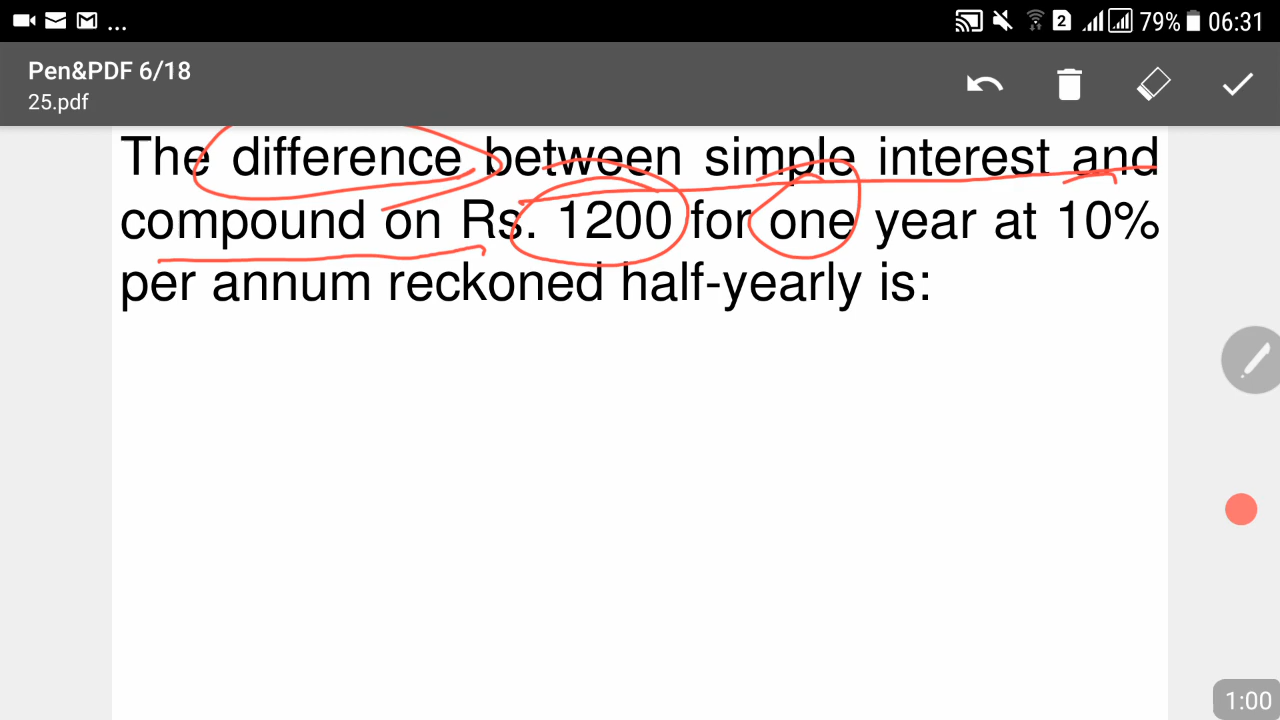 ... 2 79% 06:31
Pen&PDF 6/18
25.pdf
The difference between simple interest and
compound on Rs. 1200 for one year at 10%
per annum reckoned half-yearly is:
1:00